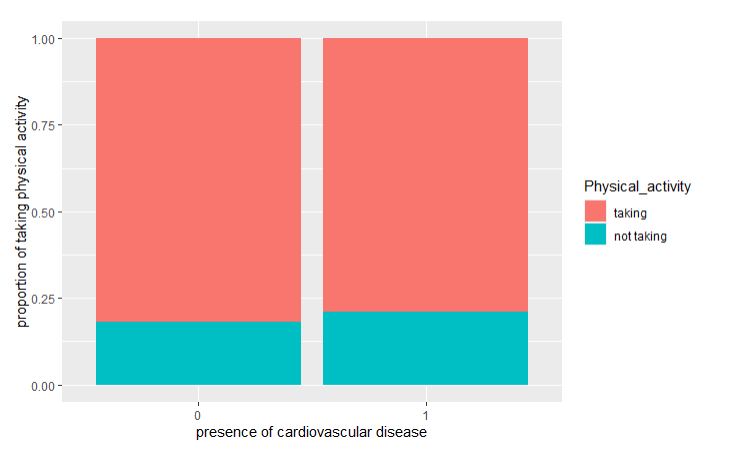 proportion of taking physical activity
1.00
0.75
0.50
0.25
0.00
0
1
presence of cardiovascular disease
Physical_activity
taking
not taking